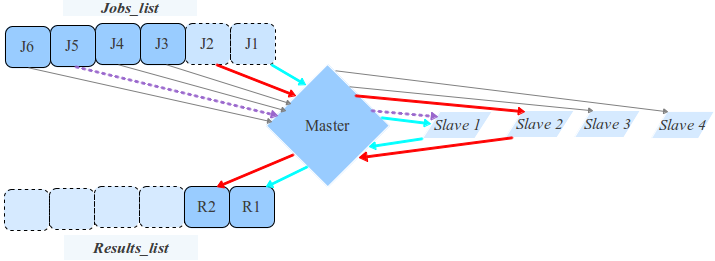 Jobs_list
J6 J5 J4 J3 J2 J1
Master
Slave 1 Slave 2 Slave 3 Slave 4
R2 R1
Results_list